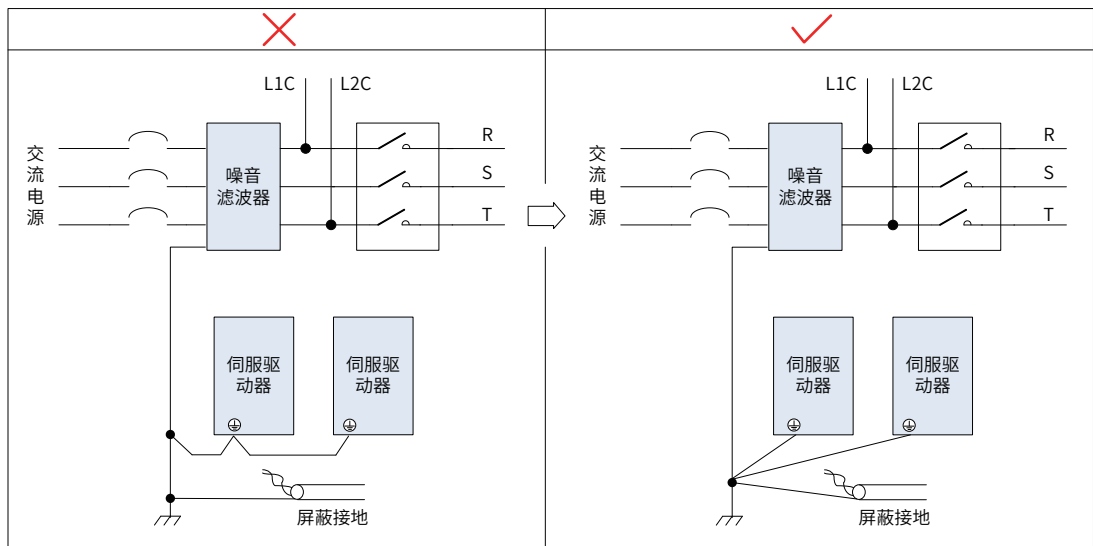 L1C L2C
交流电源
噪音
滤波器
R
S
T
伺服驱
动器
伺服驱
动器
屏蔽接地
L1C L2C
交流电源
噪音
滤波器
R
S
T
伺服驱
动器
伺服驱
动器
屏蔽接地